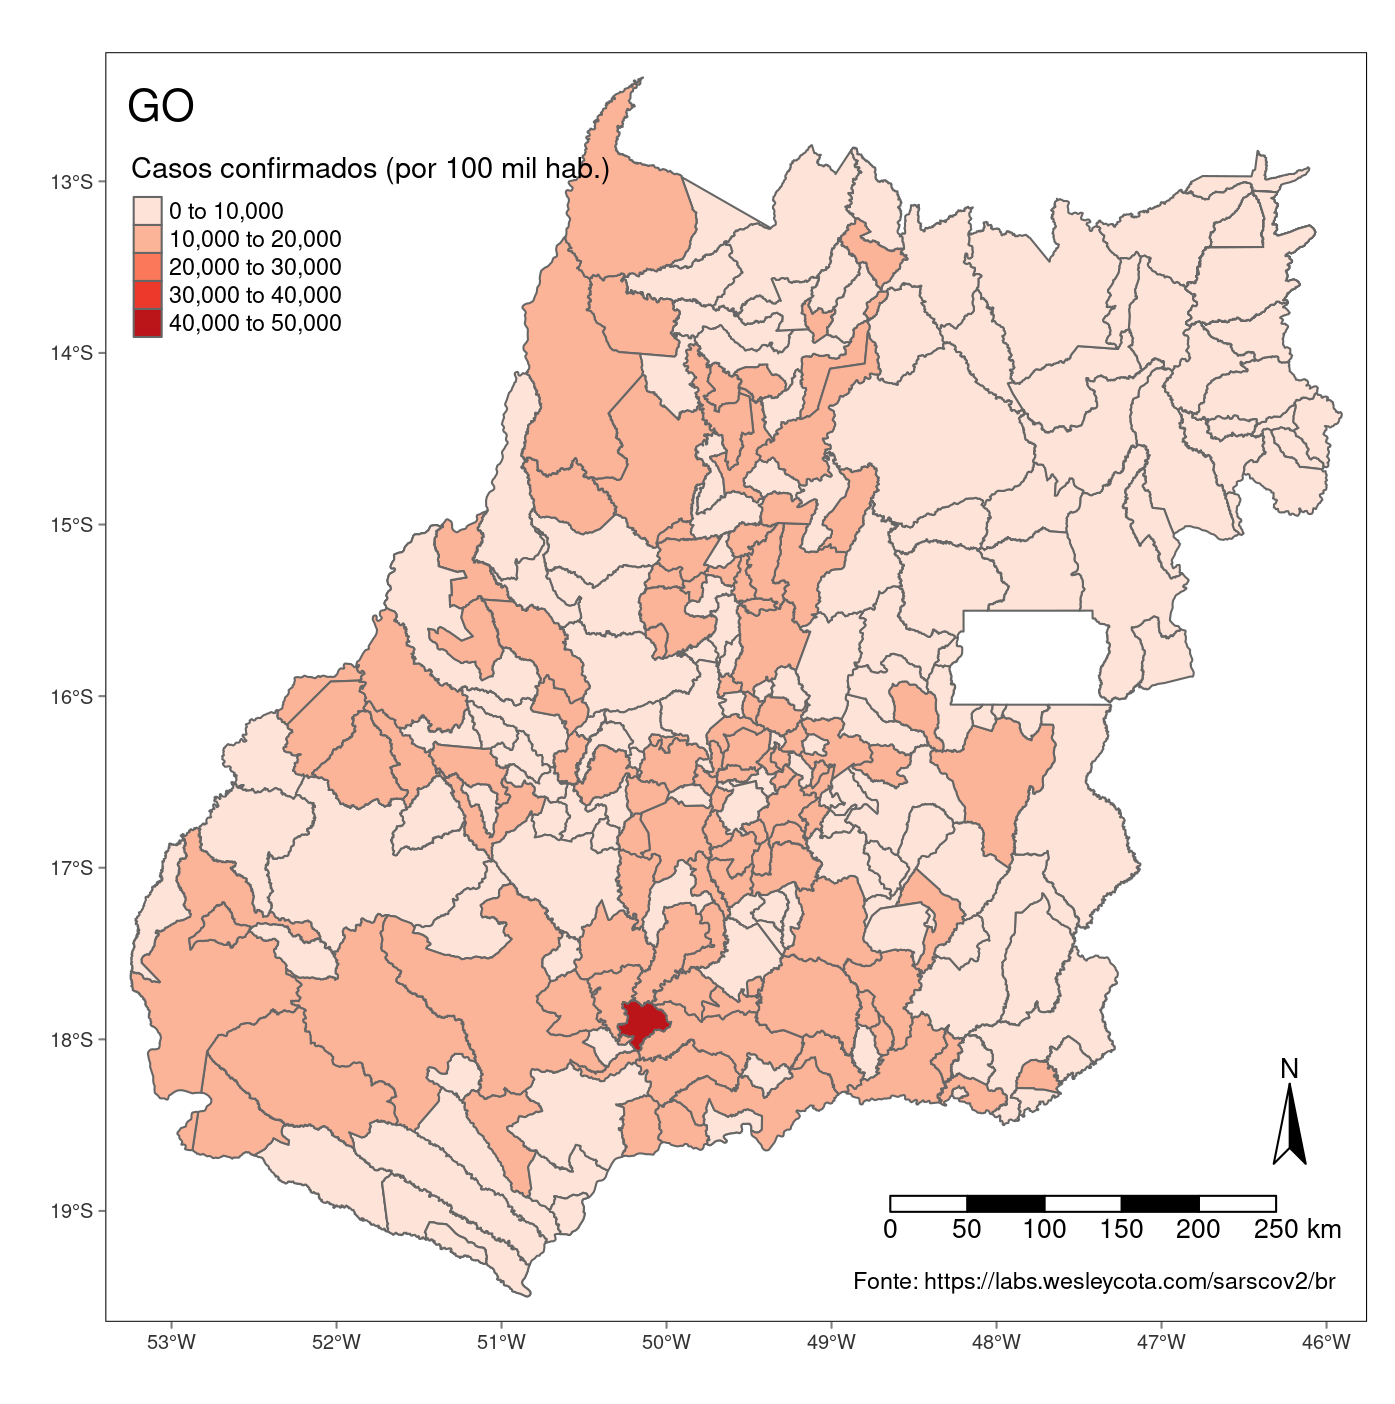 GO
Casos confirmados (por 100 mil hab.)
0 to 10,000
10,000 to 20,000
20,000 to 30,000
30,000 to 40,000
40,000 to 50,000
13°S
14°S
15°S
16°S
17°S
18°S
19°S
N
0 50 100 150 200 250 km
Fonte: https://labs.wesleycota.com/sarscov2/br
53°W 52°W 51°W 50°W 49°W 48°W 47°W 46°W